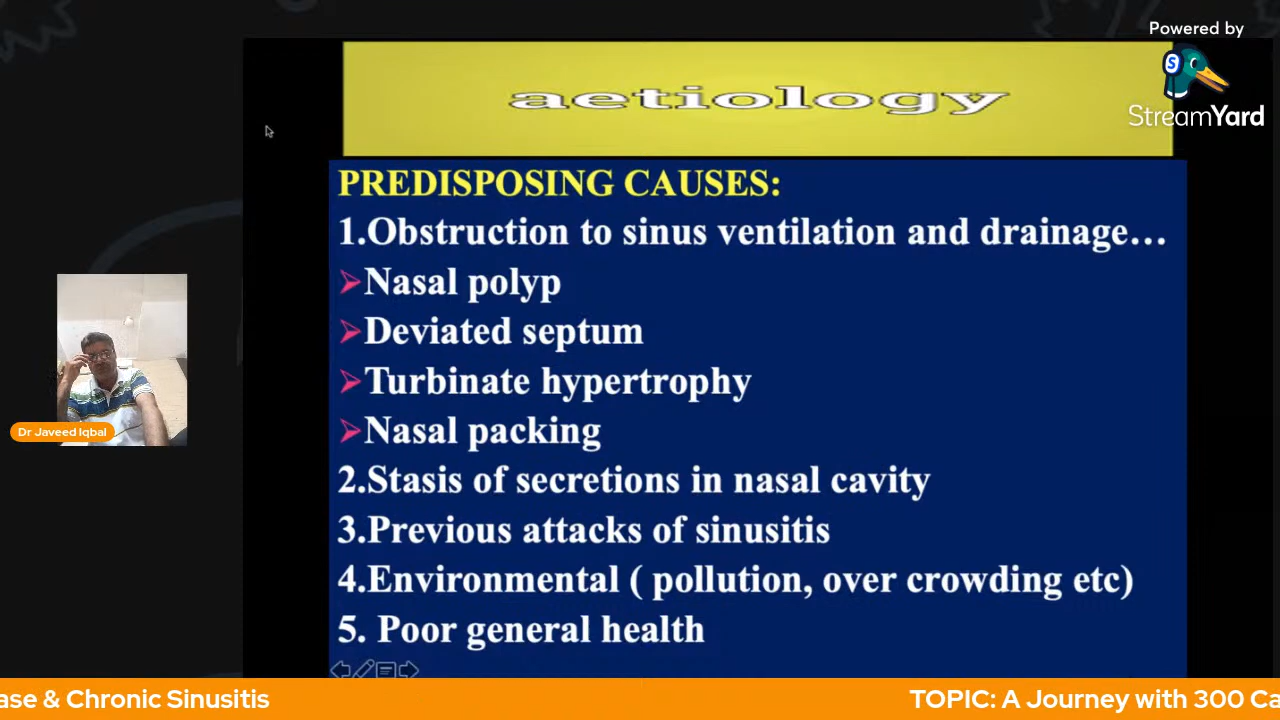 Powered by
StreamYard
aetiology
PREDISPOSING CAUSES:
1.Obstruction to sinus ventilation and drainage...
Nasal polyp
Deviated septum
Turbinate hypertrophy
Nasal packing
2.Stasis of secretions in nasal cavity
3.Previous attacks of sinusitis
4.Environmental ( pollution, over crowding etc)
5. Poor general health
Dr Javeed Iqbal
ase & Chronic Sinusitis
TOPIC: A Journey with 300 Ca